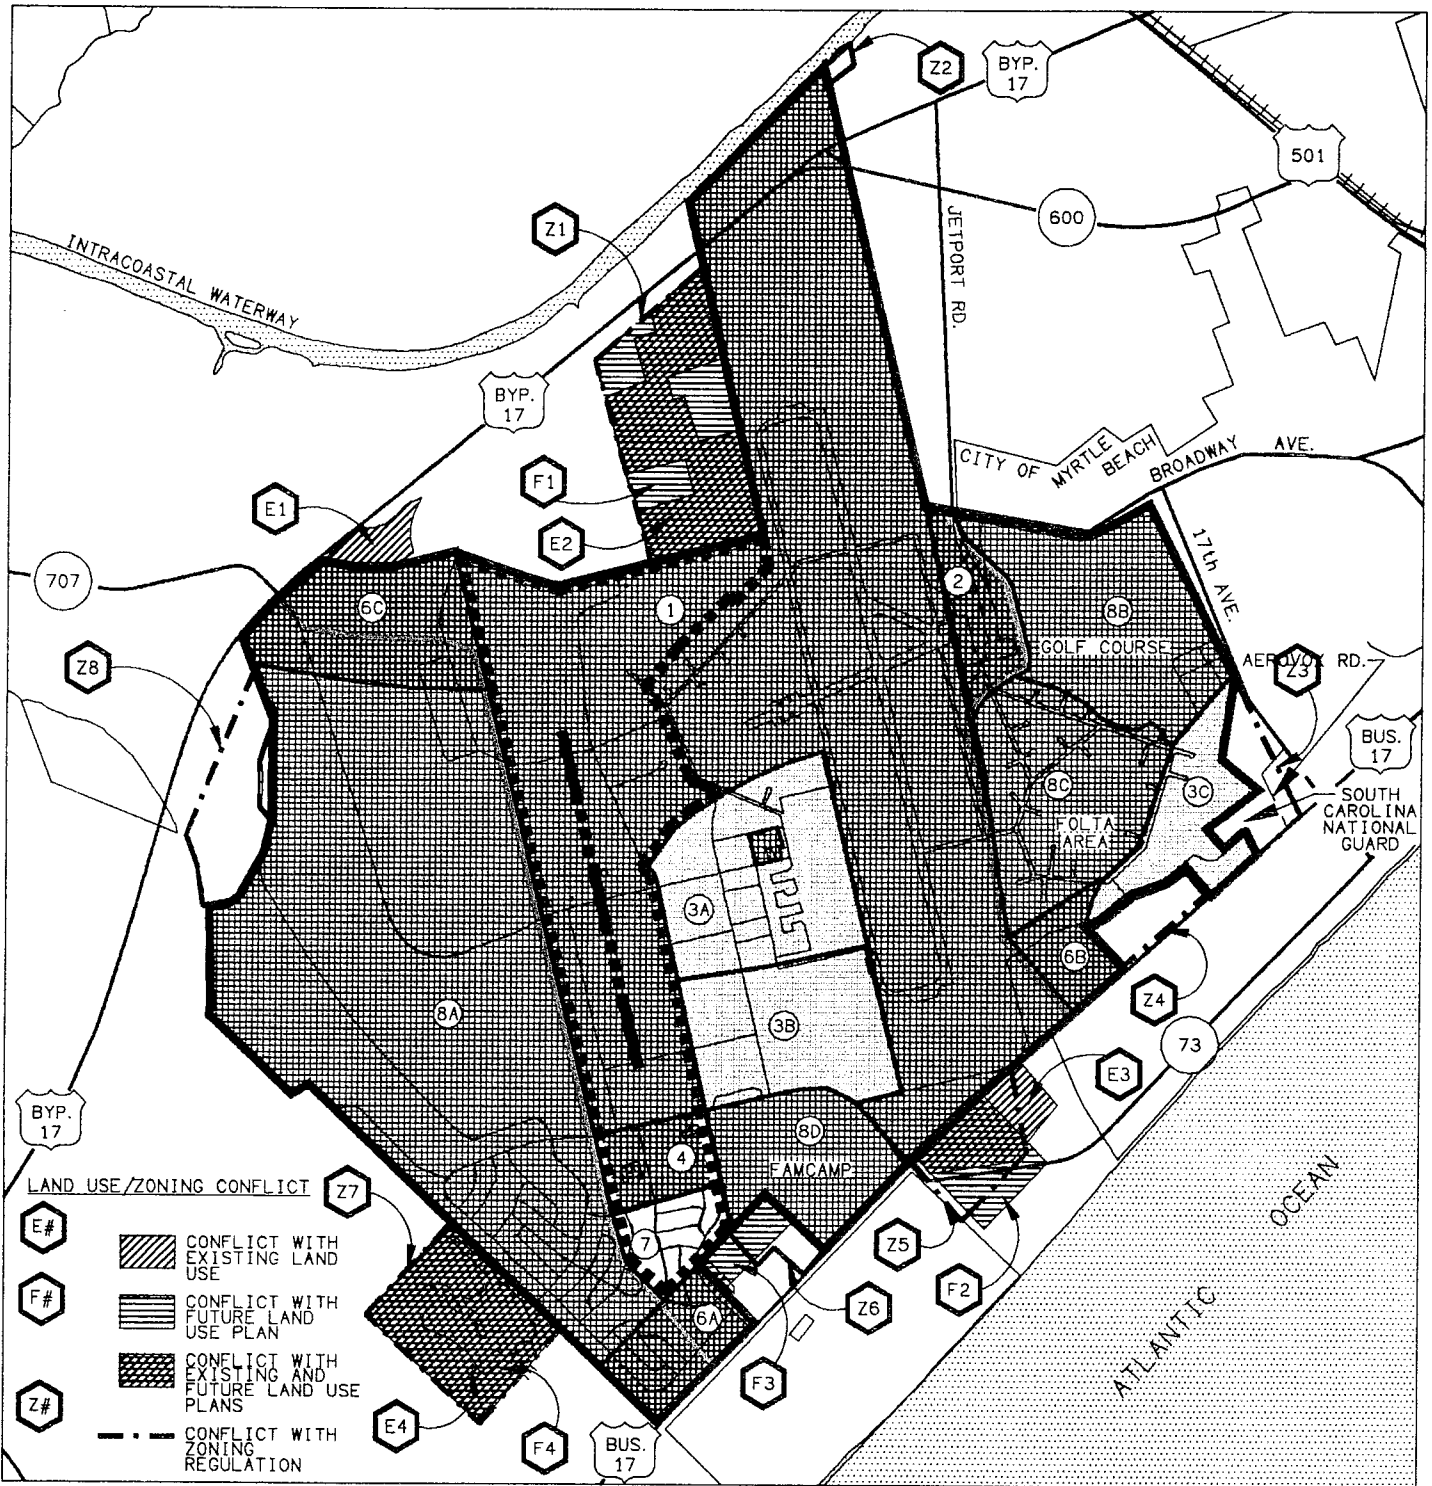 Z2
BYP.
17
501
600
Z1
INTRACOASTAL WATERWAY
JETPORT RD.
BYP.
17
CITY OF MYRTLE
BEACH
BROADWAY AVE.
F1
E1
E2
17th AVE.
707
6C
1
2
8B
GOLF COURSE
AEROVOX RD.
Z3
Z8
BUS.
17
8C
3C
SOUTH
CAROLINA
NATIONAL
GUARD
FOLTA
AREA
3A
6B
8A
3B
Z4
73
E3
BYP.
17
8D
4
FAMCAMP
LAND USE/ZONING CONFLICT
Z7
OCEAN
E#
CONFLICT WITH
EXISTING LAND
USE
7
Z5
F2
F#
CONFLICT WITH
FUTURE LAND
USE PLAN
6A
Z6
ATLANTIC
CONFLICT WITH
EXISTING AND
FUTURE LAND USE
PLANS
F3
Z#
E4
F4
CONFLICT WITH
ZONING
REGULATION
BUS.
17